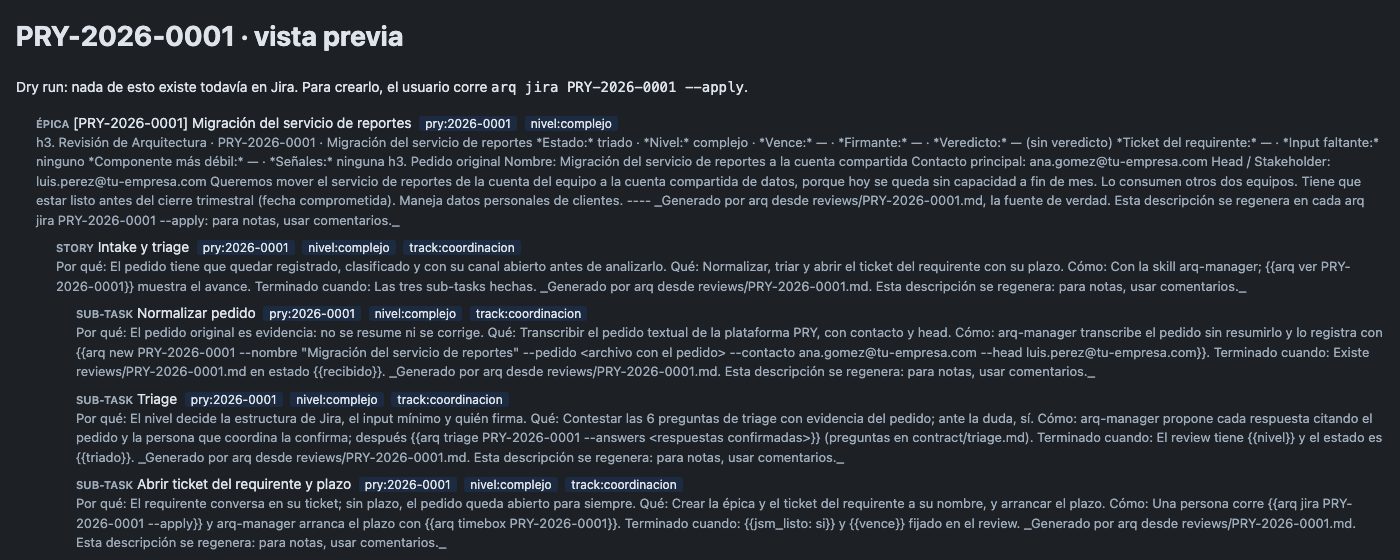 PRY-2026-0001 · vista previa
Dry run: nada de esto existe todavía en Jira. Para crearlo, el usuario corre arq jira PRY-2026-0001 --apply.
ÉPICA [PRY-2026-0001] Migración del servicio de reportes pry:2026-0001 nivel:complejo
h3. Revisión de Arquitectura · PRY-2026-0001 · Migración del servicio de reportes *Estado:* triado · *Nivel:* complejo · *Vence:* — · *Firmante:* — · *Veredicto:* — (sin veredicto) *Ticket del requirente:* — · *Input faltante:*
ninguno *Componente más débil:* — · *Señales:* ninguna h3. Pedido original Nombre: Migración del servicio de reportes a la cuenta compartida Contacto principal: ana.gomez@tu-empresa.com Head / Stakeholder:
luis.perez@tu-empresa.com Queremos mover el servicio de reportes de la cuenta del equipo a la cuenta compartida de datos, porque hoy se queda sin capacidad a fin de mes. Lo consumen otros dos equipos. Tiene que
estar listo antes del cierre trimestral (fecha comprometida). Maneja datos personales de clientes. ---- _Generado por arq desde reviews/PRY-2026-0001.md, la fuente de verdad. Esta descripción se regenera en cada arq
jira PRY-2026-0001 --apply: para notas, usar comentarios._
STORY Intake y triage pry:2026-0001 nivel:complejo track:coordinacion
Por qué: El pedido tiene que quedar registrado, clasificado y con su canal abierto antes de analizarlo. Qué: Normalizar, triar y abrir el ticket del requirente con su plazo. Cómo: Con la skill arq-manager; {{arq ver PRY-
2026-0001}} muestra el avance. Terminado cuando: Las tres sub-tasks hechas. _Generado por arq desde reviews/PRY-2026-0001.md. Esta descripción se regenera: para notas, usar comentarios._
SUB-TASK Normalizar pedido pry:2026-0001 nivel:complejo track:coordinacion
Por qué: El pedido original es evidencia: no se resume ni se corrige. Qué: Transcribir el pedido textual de la plataforma PRY, con contacto y head. Cómo: arq-manager transcribe el pedido sin resumirlo y lo registra con
{{arq new PRY-2026-0001 --nombre "Migración del servicio de reportes" --pedido <archivo con el pedido> --contacto ana.gomez@tu-empresa.com --head luis.perez@tu-empresa.com}}. Terminado cuando: Existe
reviews/PRY-2026-0001.md en estado {{recibido}}. _Generado por arq desde reviews/PRY-2026-0001.md. Esta descripción se regenera: para notas, usar comentarios._
SUB-TASK Triage pry:2026-0001 nivel:complejo track:coordinacion
Por qué: El nivel decide la estructura de Jira, el input mínimo y quién firma. Qué: Contestar las 6 preguntas de triage con evidencia del pedido; ante la duda, sí. Cómo: arq-manager propone cada respuesta citando el
pedido y la persona que coordina la confirma; después {{arq triage PRY-2026-0001 --answers <respuestas confirmadas>}} (preguntas en contract/triage.md). Terminado cuando: El review tiene {{nivel}} y el estado es
{{triado}}. _Generado por arq desde reviews/PRY-2026-0001.md. Esta descripción se regenera: para notas, usar comentarios._
SUB-TASK Abrir ticket del requirente y plazo pry:2026-0001 nivel:complejo track:coordinacion
Por qué: El requirente conversa en su ticket; sin plazo, el pedido queda abierto para siempre. Qué: Crear la épica y el ticket del requirente a su nombre, y arrancar el plazo. Cómo: Una persona corre {{arq jira PRY-
2026-0001 --apply}} y arq-manager arranca el plazo con {{arq timebox PRY-2026-0001}}. Terminado cuando: {{jsm_listo: si}} y {{vence}} fijado en el review. _Generado por arq desde reviews/PRY-2026-0001.md.
Esta descripción se regenera: para notas, usar comentarios._